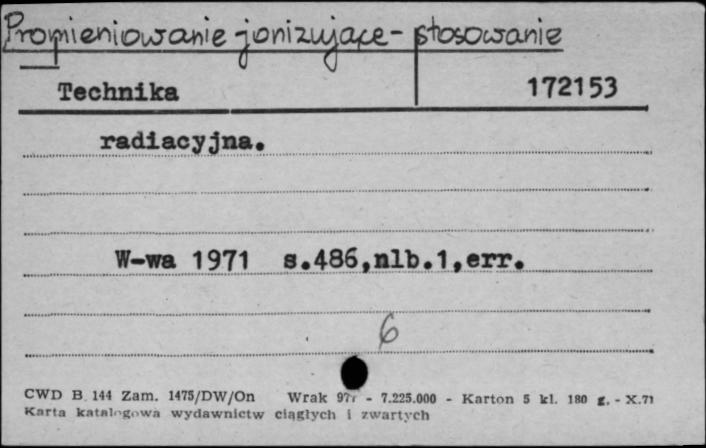 Promieniowanie jonizujące - stosowanie
Technika 172153
radiacyjna.
W-wa 1971 s.486,nlb.1,err.
6
CWD B. 144 Zam. 1475/DW/On Wrak - 7.225.000 - Karton 5 kl. 180 g. - X.71
Karta katalogowa wydawnictw ciągłych i zwartych